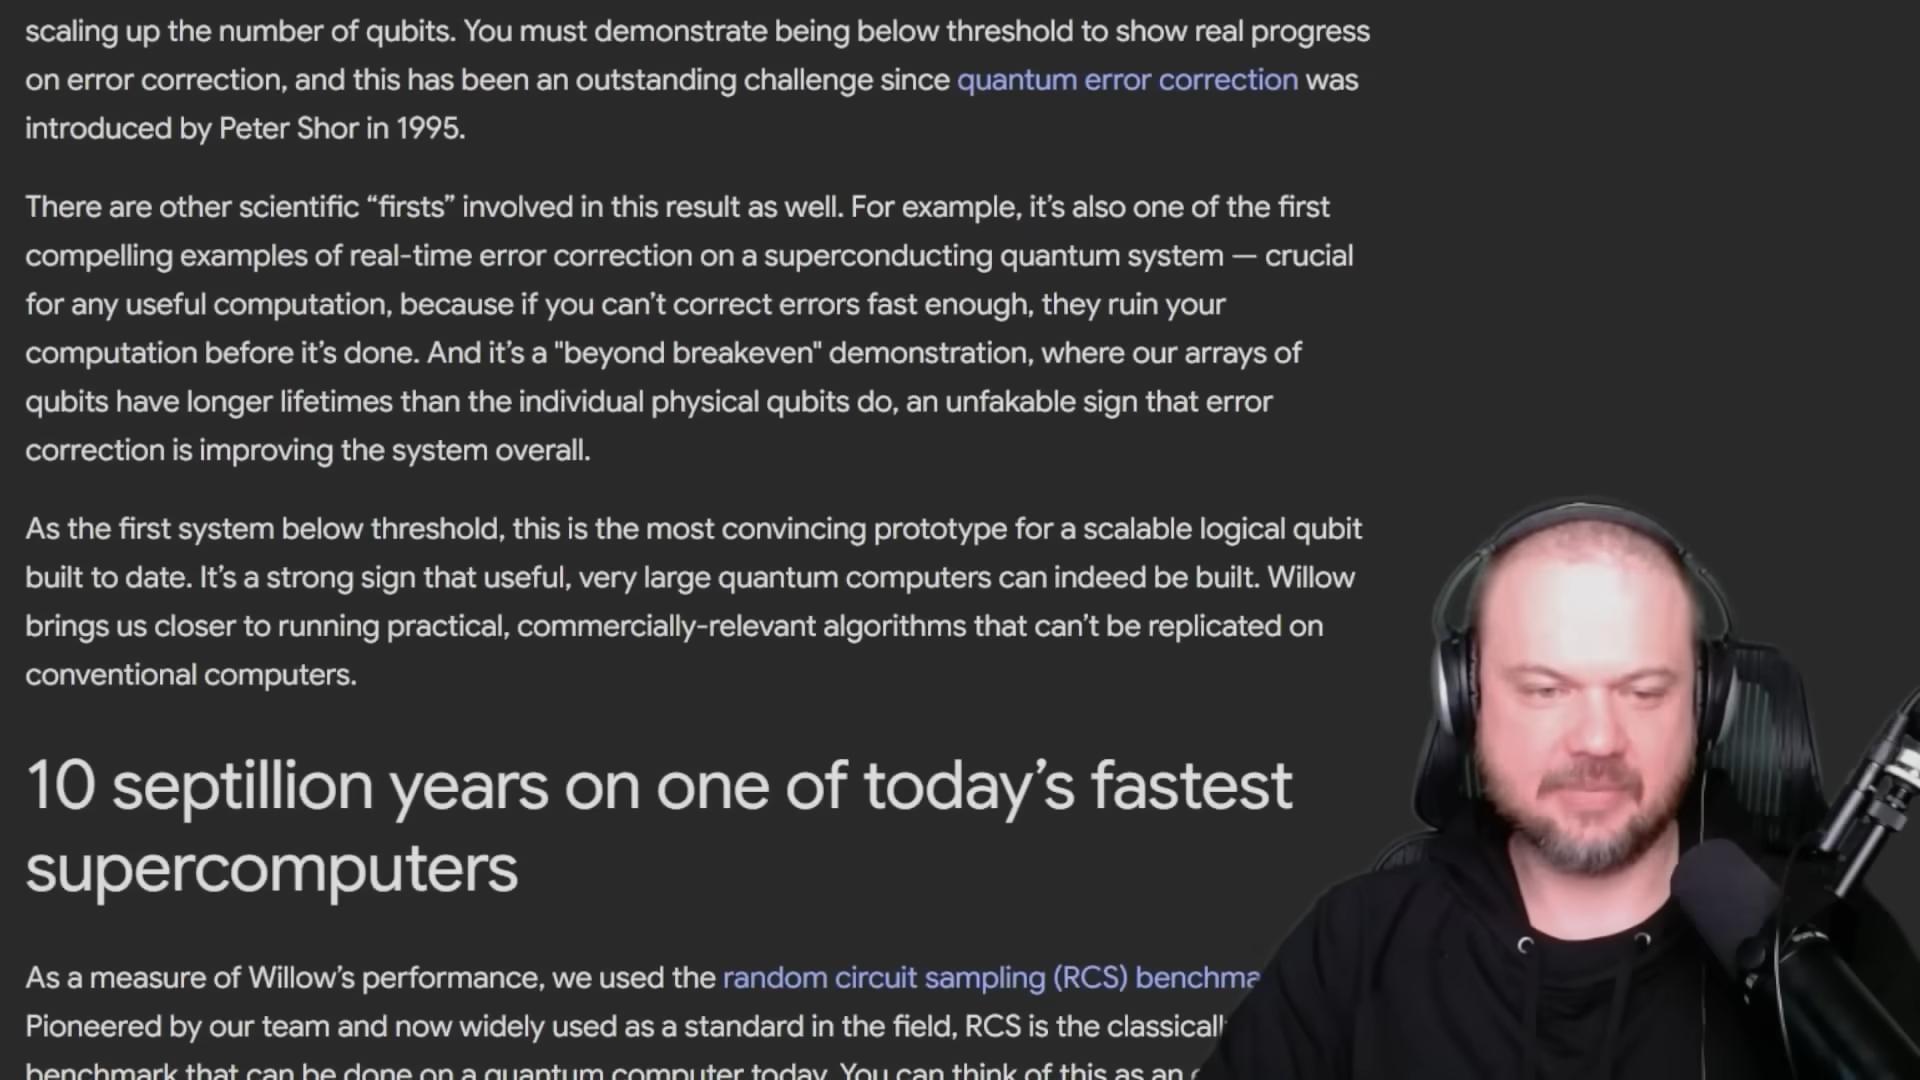 scaling up the number of qubits. You must demonstrate being below threshold to show real progress
on error correction, and this has been an outstanding challenge since quantum error correction was
introduced by Peter Shor in 1995.
There are other scientific “firsts” involved in this result as well. For example, it’s also one of the first
compelling examples of real-time error correction on a superconducting quantum system — crucial
for any useful computation, because if you can’t correct errors fast enough, they ruin your
computation before it’s done. And it’s a "beyond breakeven" demonstration, where our arrays of
qubits have longer lifetimes than the individual physical qubits do, an unfakable sign that error
correction is improving the system overall.
As the first system below threshold, this is the most convincing prototype for a scalable logical qubit
built to date. It’s a strong sign that useful, very large quantum computers can indeed be built. Willow
brings us closer to running practical, commercially-relevant algorithms that can’t be replicated on
conventional computers.
10 septillion years on one of today’s fastest
supercomputers
As a measure of Willow’s performance, we used the random circuit sampling (RCS)
Pioneered by our team and now widely used as a standard in the field, RCS is the
benchmark that can be done on a quantum computer today. You can think of this as an